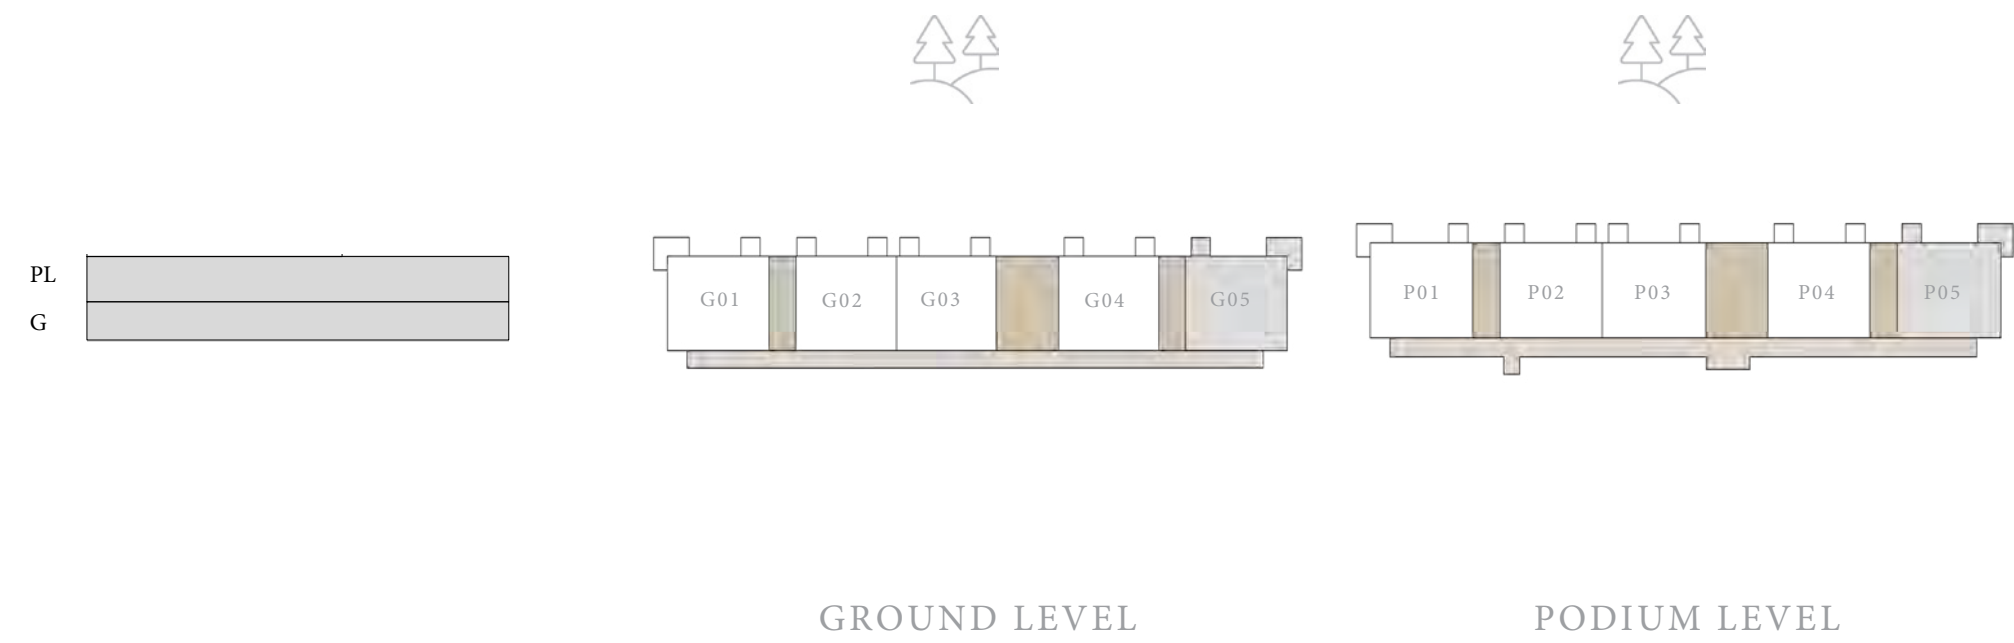 PL
G
G01
G02
G03
G04
G05
P01
P02
P03
P04
P05
GROUND LEVEL
PODIUM LEVEL